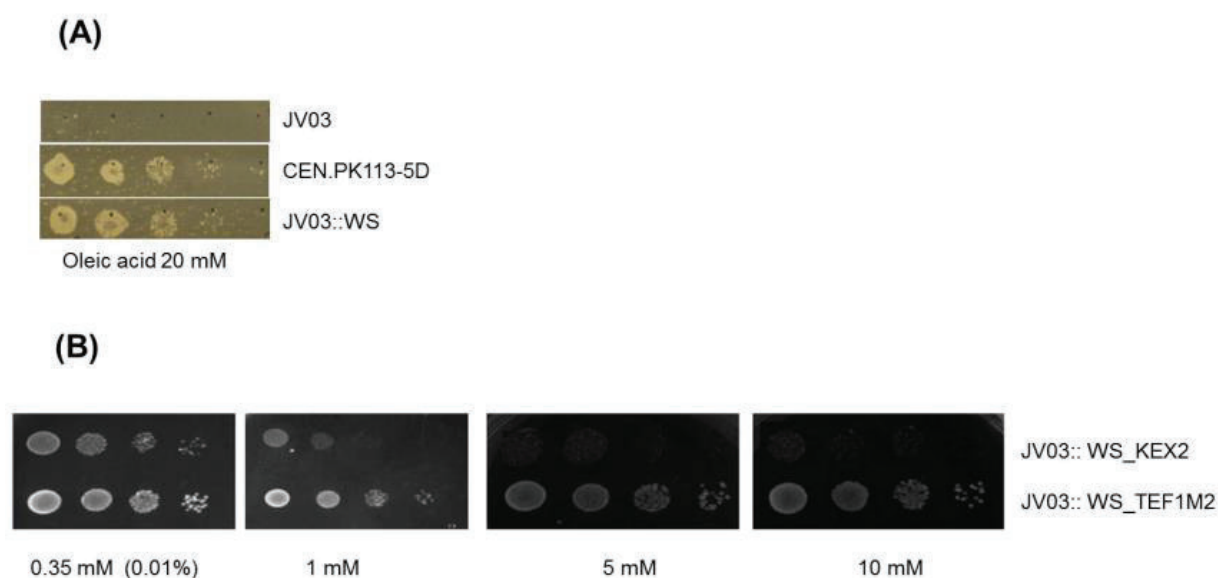 (A)
JV03
CEN.PK113-5D
JV03::WS
Oleic acid 20 mM
(B)
JV03:: WS_KEX2
JV03:: WS_TEF1M2
0.35 mM (0.01%) 1 mM 5 mM 10 mM